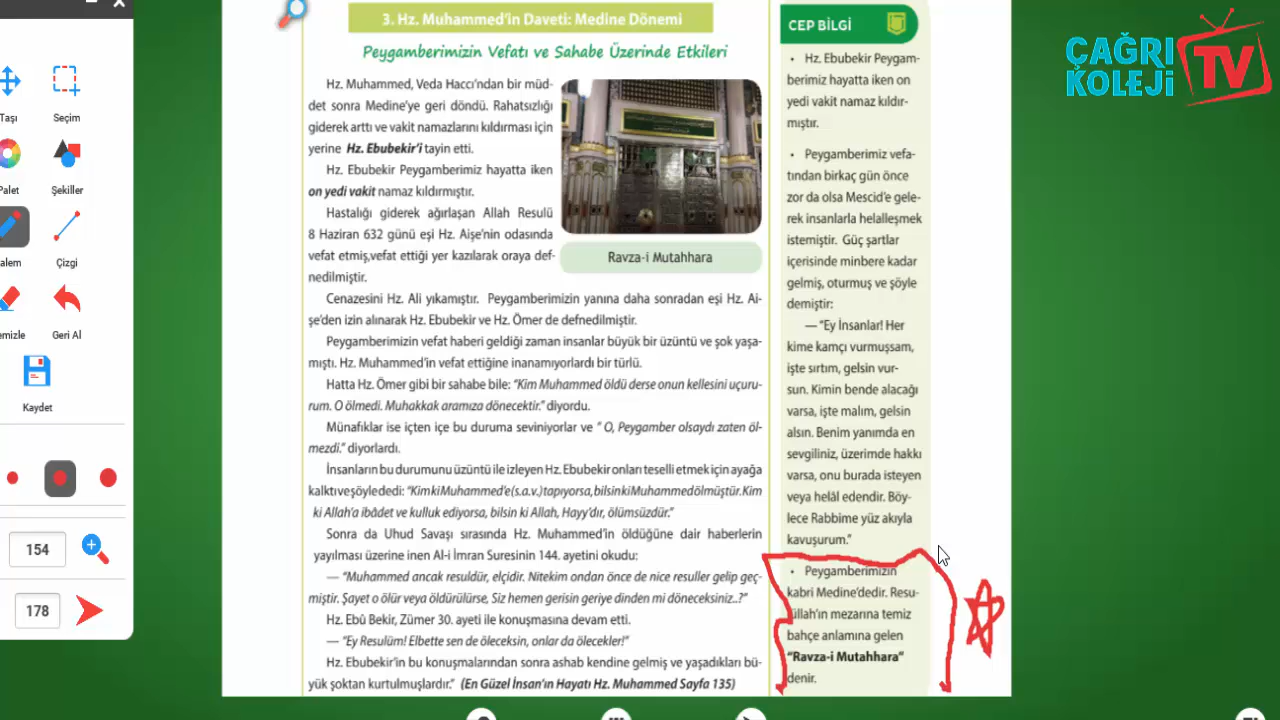 Taşı
Seçim
Palet
Şekiller
alem
Çizgi
emizle
Geri Al
Kaydet
154
178
3. Hz. Muhammed'in Daveti: Medine Dönemi
Peygamberimizin Vefatı ve Sahabe Üzerinde Etkileri
Hz. Muhammed, Veda Haccı'ndan bir müd-
det sonra Medine'ye geri döndü. Rahatsızlığı
giderek arttı ve vakit namazlarını kıldırması için
yerine Hz. Ebubekir'i tayin etti.
Hz. Ebubekir Peygamberimiz hayatta iken
on yedi vakit namaz kıldırmıştır.
Hastalığı giderek ağırlaşan Allah Resulü
8 Haziran 632 günü eşi Hz. Aişe'nin odasında
vefat etmiş,vefat ettiği yer kazılarak oraya def-
nedilmiştir.
Ravza-i Mutahhara
Cenazesini Hz. Ali yıkamıştır. Peygamberimizin yanına daha sonradan eşi Hz. Ai-
şe'den izin alınarak Hz. Ebubekir ve Hz. Ömer de defnedilmiştir.
Peygamberimizin vefat haberi geldiği zaman insanlar büyük bir üzüntü ve şok yaşa-
mıştı. Hz. Muhammed'in vefat ettiğine inanamıyorlardı bir türlü.
Hatta Hz. Ömer gibi bir sahabe bile: "Kim Muhammed öldü derse onun kellesini uçuru-
rum. O ölmedi. Muhakkak aramıza dönecektir." diyordu.
Münafıklar ise içten içe bu duruma seviniyorlar ve " O, Peygamber olsaydı zaten öl-
mezdi." diyorlardı.
İnsanların bu durumunu üzüntü ile izleyen Hz. Ebubekir onları teselli etmek için ayağa
kalktı ve şöyle dedi: "Kim ki Muhammed'e (s.a.v.) tapıyorsa, bilsin ki Muhammed ölmüştür. Kim
ki Allah'a ibâdet ve kulluk ediyorsa, bilsin ki Allah, Hayy'dır, ölümsüzdür."
Sonra da Uhud Savaşı sırasında Hz. Muhammed'in öldüğüne dair haberlerin
yayılması üzerine inen Al-i İmran Suresinin 144. ayetini okudu:
— "Muhammed ancak resuldür, elçidir. Nitekim ondan önce de nice resuller gelip geç-
miştir. Şayet o ölür veya öldürülürse, Siz hemen gerisin geriye dinden mi döneceksiniz..?"
Hz. Ebû Bekir, Zümer 30. ayeti ile konuşmasına devam etti.
— "Ey Resulüm! Elbette sen de öleceksin, onlar da ölecekler!"
Hz. Ebubekir'in bu konuşmalarından sonra ashab kendine gelmiş ve yaşadıkları bü-
yük şoktan kurtulmuşlardır." (En Güzel İnsan'ın Hayatı Hz. Muhammed Sayfa 135)
CEP BİLGİ
• Hz. Ebubekir Peygam-
berimiz hayatta iken on
yedi vakit namaz kıldır-
mıştır.
• Peygamberimiz vefa-
tından birkaç gün önce
zor da olsa Mescid'e gele-
rek insanlarla helalleşmek
istemiştir. Güç şartlar
içerisinde minbere kadar
gelmiş, oturmuş ve şöyle
demiştir:
— "Ey İnsanlar! Her
kime kamçı vurmuşsam,
işte sırtım, gelsin vur-
sun. Kimin bende alacağı
varsa, işte malım, gelsin
alsın. Benim yanımda en
sevgiliniz, üzerimde hakkı
varsa, onu burada isteyen
veya helâl edendir. Böy-
lece Rabbime yüz akıyla
kavuşurum."
• Peygamberimizin
kabri Medine'dedir. Resu-
lüllah'ın mezarına temiz
bahçe anlamına gelen
"Ravza-i Mutahhara"
denir.
ÇAĞRI
KOLEJİ
TV